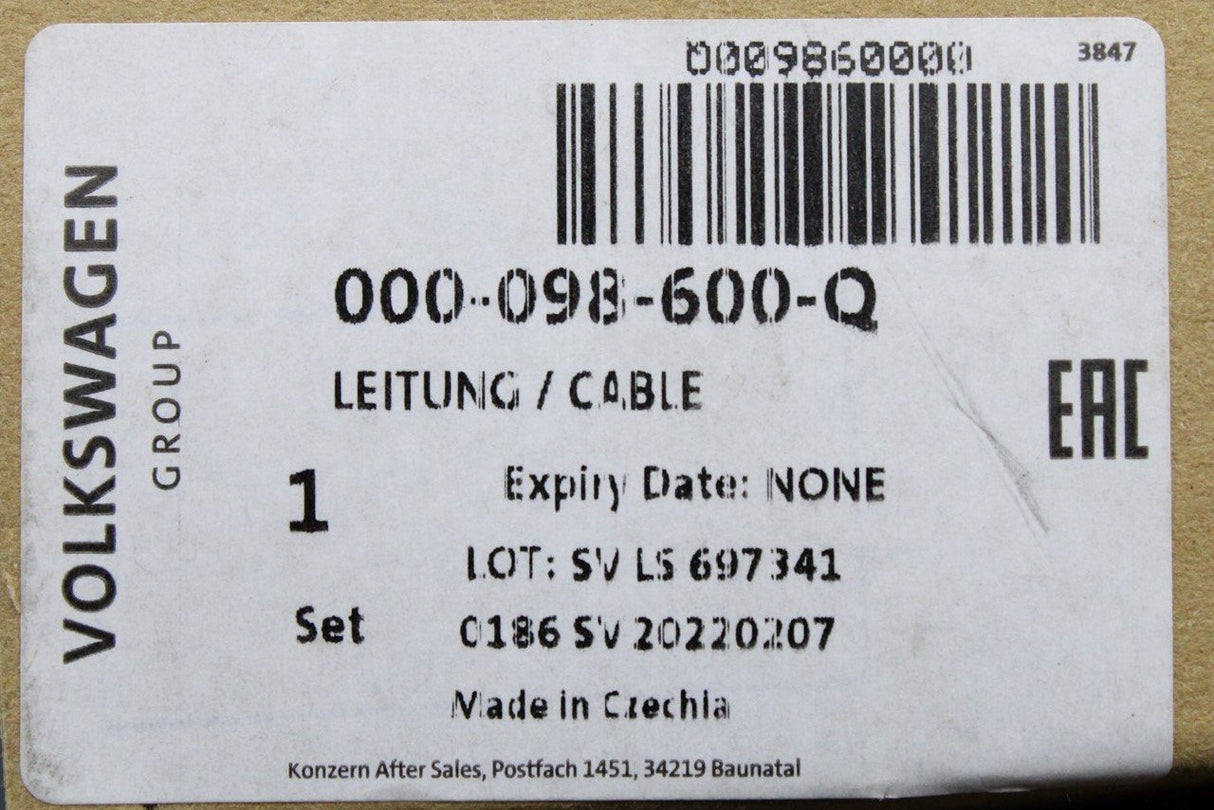 0009860000
3847
000-098-600-Q
LEITUNG / CABLE
EAC
1
Expiry Date: NONE
LOT: SV LS 697341
Set
0186 SV 20220207
Made in Czechia
Konzern After Sales, Postfach 1451, 34219 Baunatal
VOLKSWAGEN
GROUP